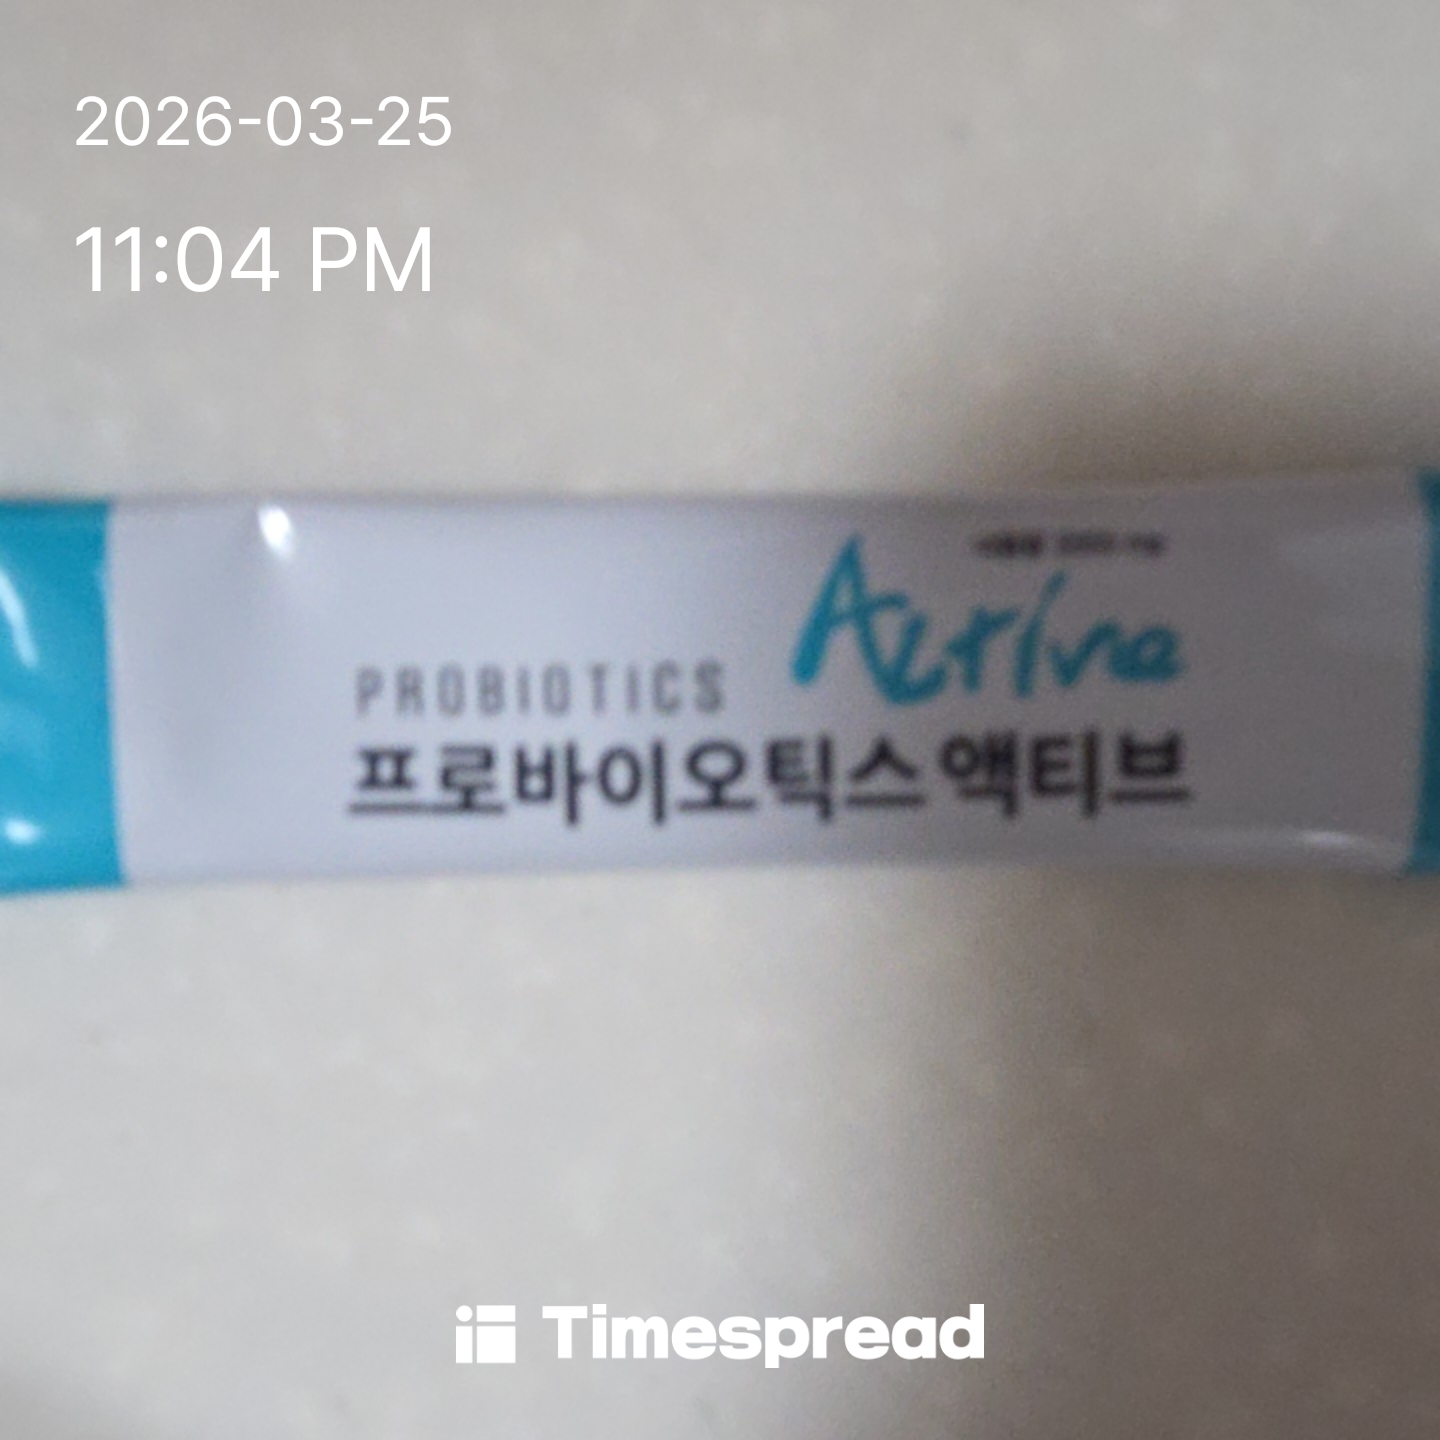 2026-03-25
11:04 PM
Active
PROBIOTICS
프로바이오틱스 액티브
Timespread